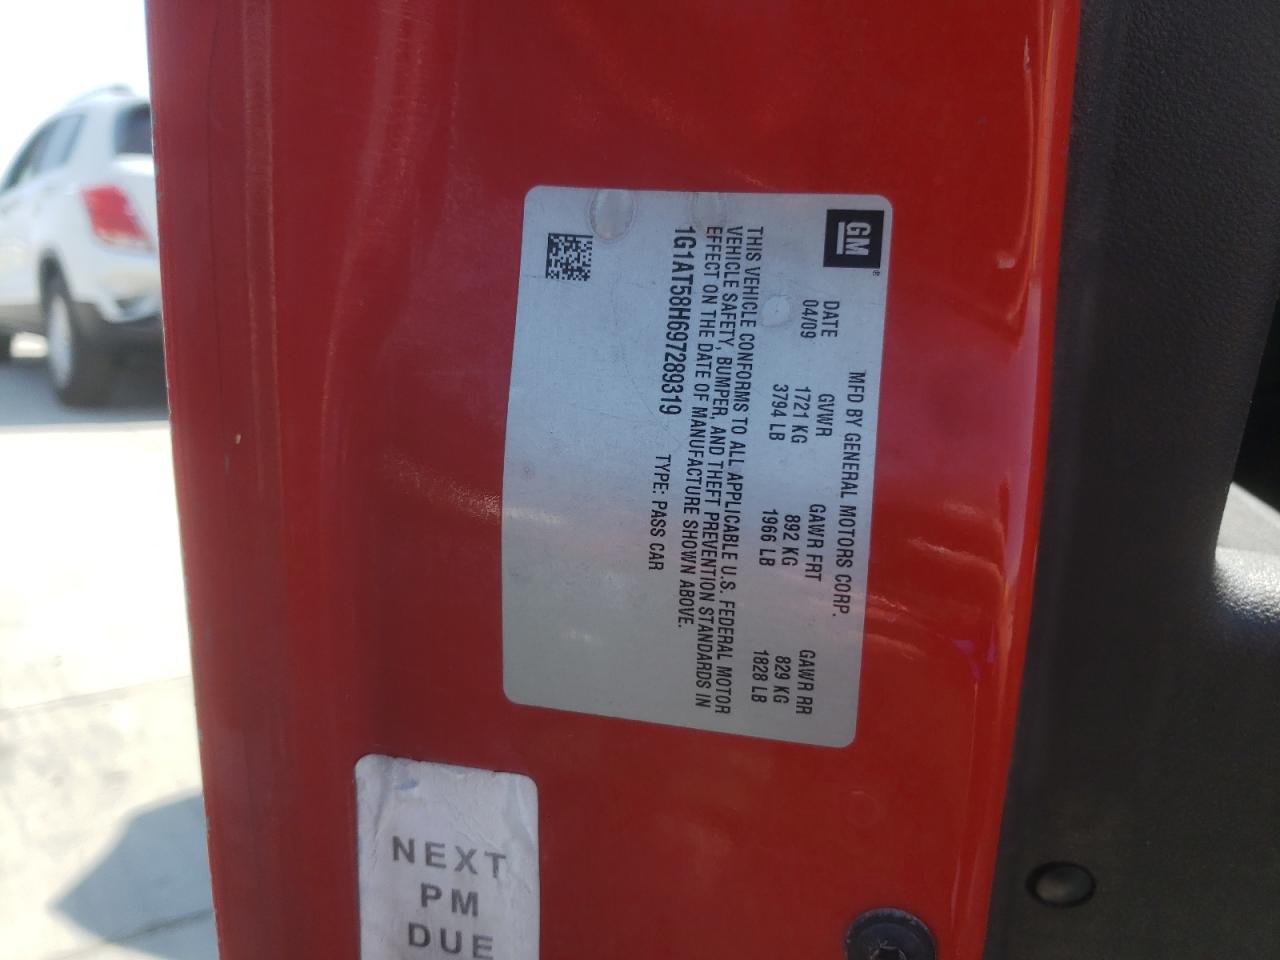 GM®
MFD BY GENERAL MOTORS CORP.
DATE GVWR GAWR FRT GAWR RR
04/09 1721 KG 892 KG 829 KG
3794 LB 1966 LB 1828 LB
THIS VEHICLE CONFORMS TO ALL APPLICABLE U.S. FEDERAL MOTOR
VEHICLE SAFETY, BUMPER, AND THEFT PREVENTION STANDARDS IN
EFFECT ON THE DATE OF MANUFACTURE SHOWN ABOVE.
1G1AT58H697289319 TYPE: PASS CAR
NEXT
PM
DUE